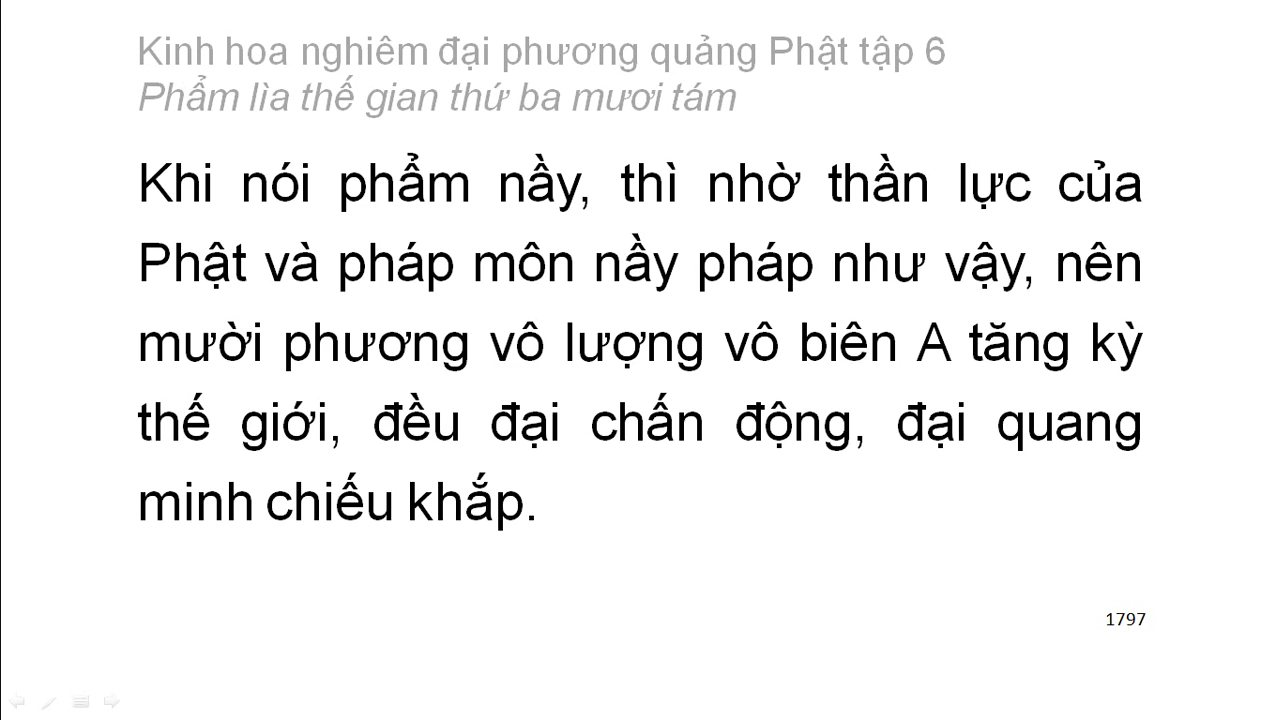 Kinh hoa nghiêm đại phương quảng Phật tập 6
Phẩm lìa thế gian thứ ba mươi tám
Khi nói phẩm nầy, thì nhờ thần lực của
Phật và pháp môn nầy pháp như vậy, nên
mười phương vô lượng vô biên A tăng kỳ
thế giới, đều đại chấn động, đại quang
minh chiếu khắp.
1797